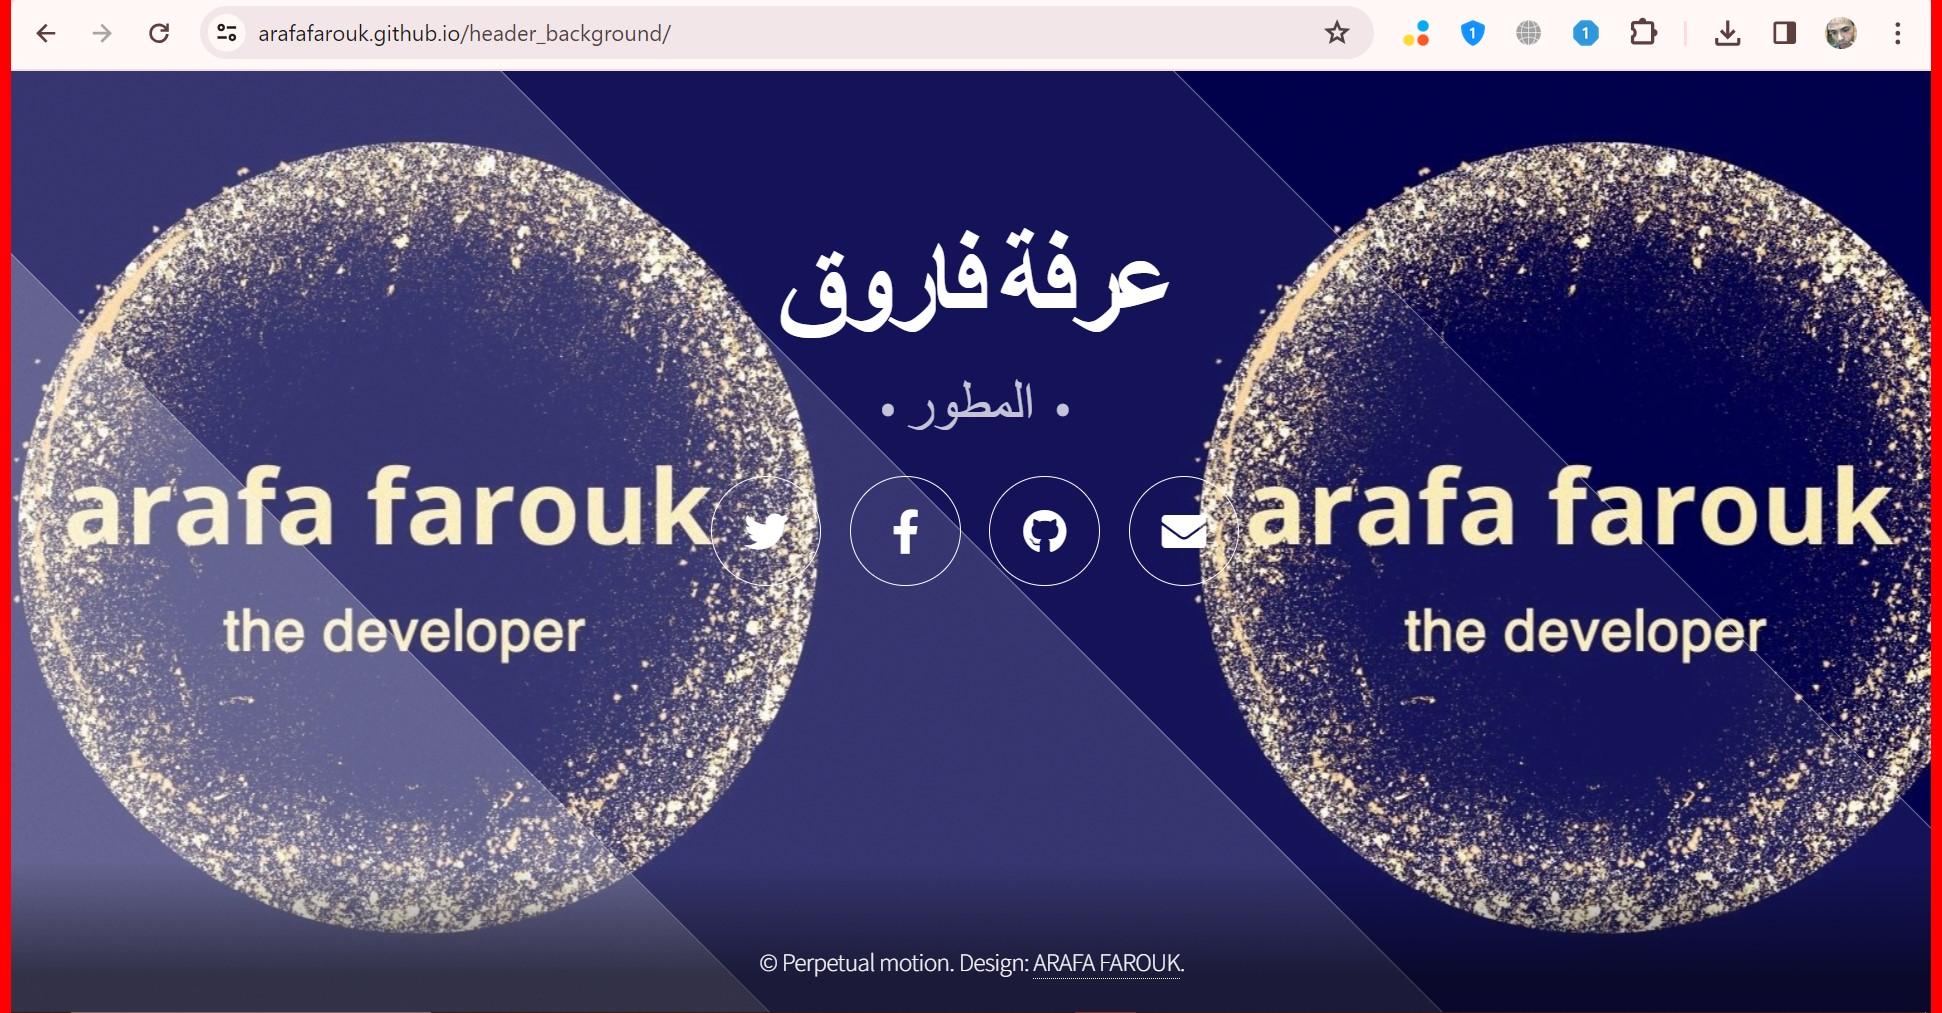 arafafarouk.github.io/header_background/
1
1
عرفة فاروق
• المطور •
arafa farouk
the developer
arafa farouk
the developer
© Perpetual motion. Design: ARAFA FAROUK.